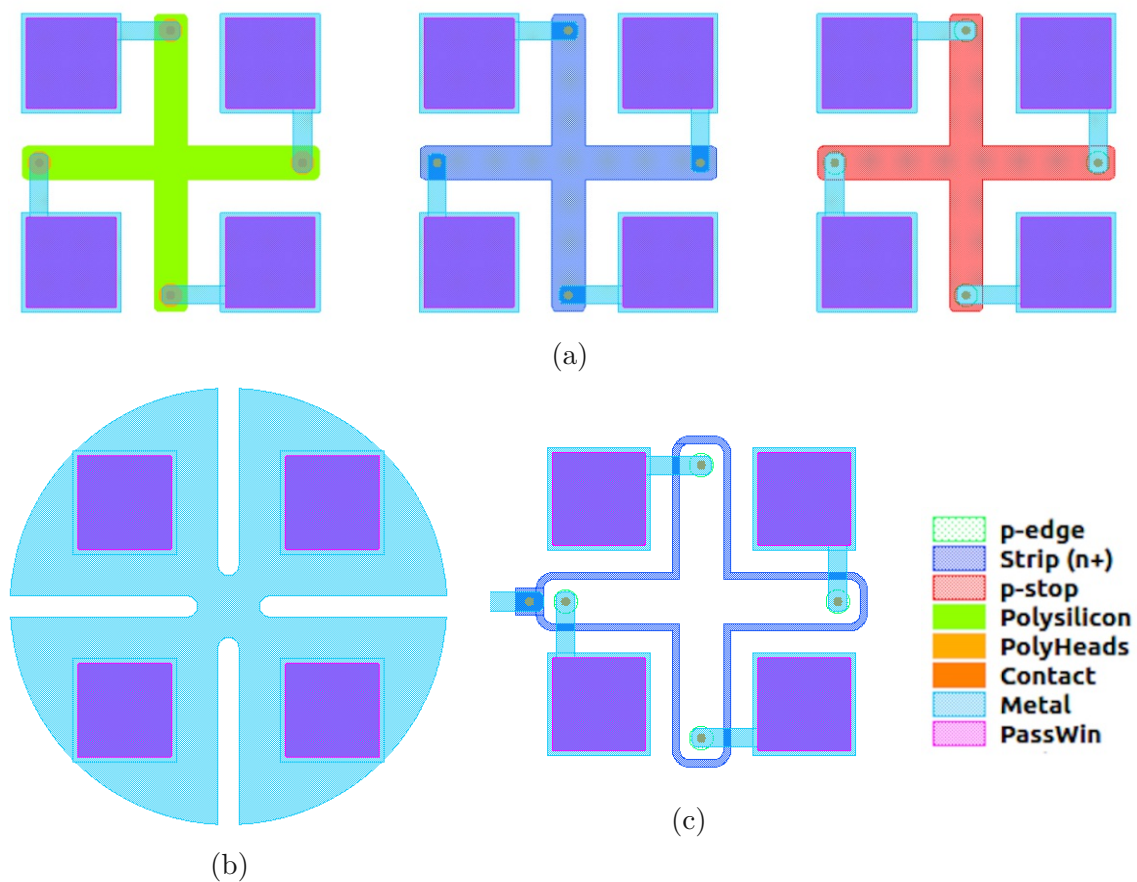 (a)
p-edge
Strip (n+)
p-stop
Polysilicon
PolyHeads
Contact
Metal
PassWin
(b)
(c)